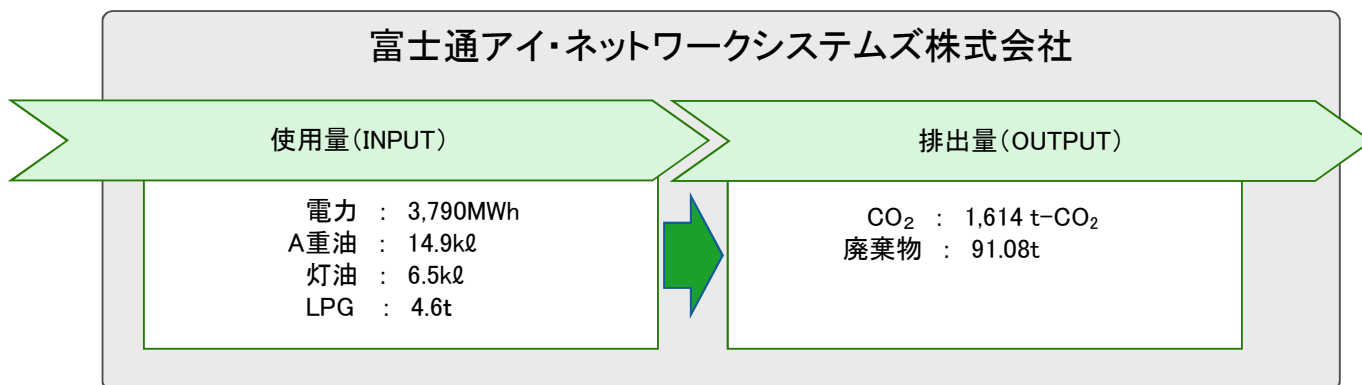 富士通アイ・ネットワークシステムズ株式会社
使用量(INPUT)
排出量(OUTPUT)
電力 : 3,790MWh
A重油 : 14.9kℓ
灯油 : 6.5kℓ
LPG : 4.6t
CO₂ : 1,614 t-CO₂
廃棄物 : 91.08t